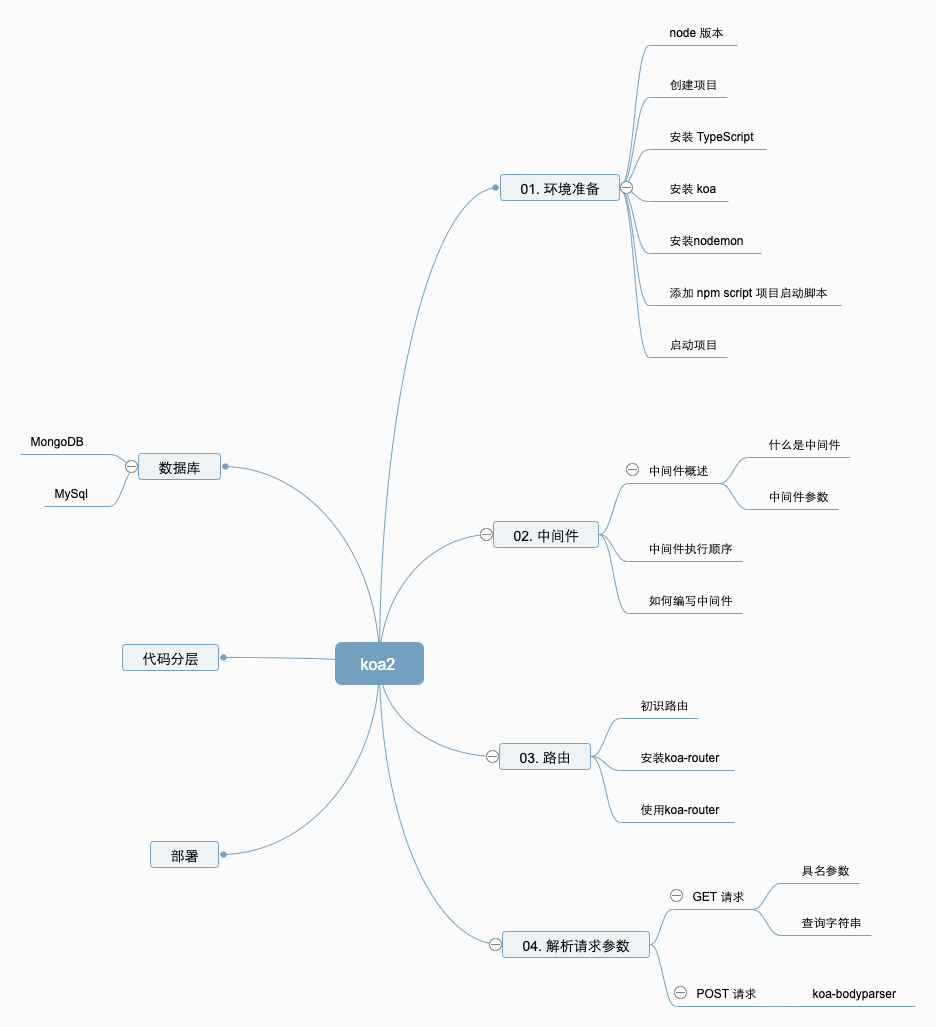 koa2
01. 环境准备
node 版本
创建项目
安装 TypeScript
安装 koa
安装nodemon
添加 npm script 项目启动脚本
启动项目
02. 中间件
中间件概述
什么是中间件
中间件参数
中间件执行顺序
如何编写中间件
03. 路由
初识路由
安装koa-router
使用koa-router
04. 解析请求参数
GET 请求
具名参数
查询字符串
POST 请求
koa-bodyparser
数据库
MongoDB
MySql
代码分层
部署